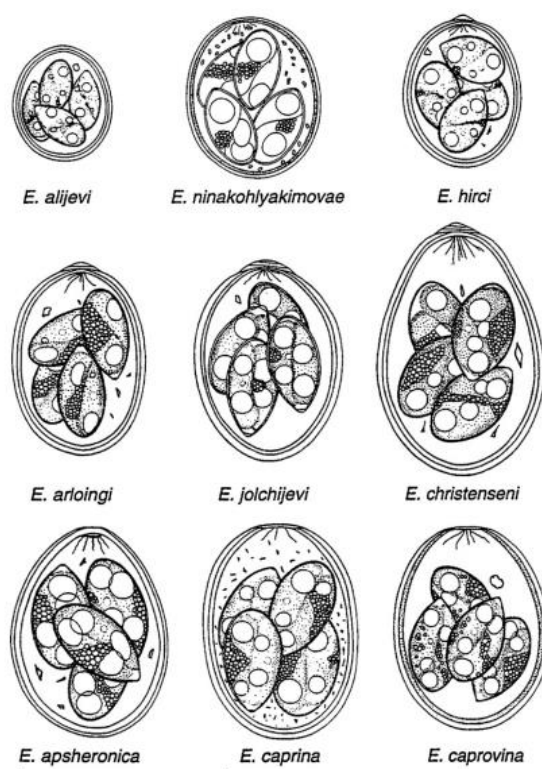 E. alijevi
E. ninakohlyakimovae
E. hirci
E. arloingi
E. jolchijevi
E. christenseni
E. apsheronica
E. caprina
E. caprovina